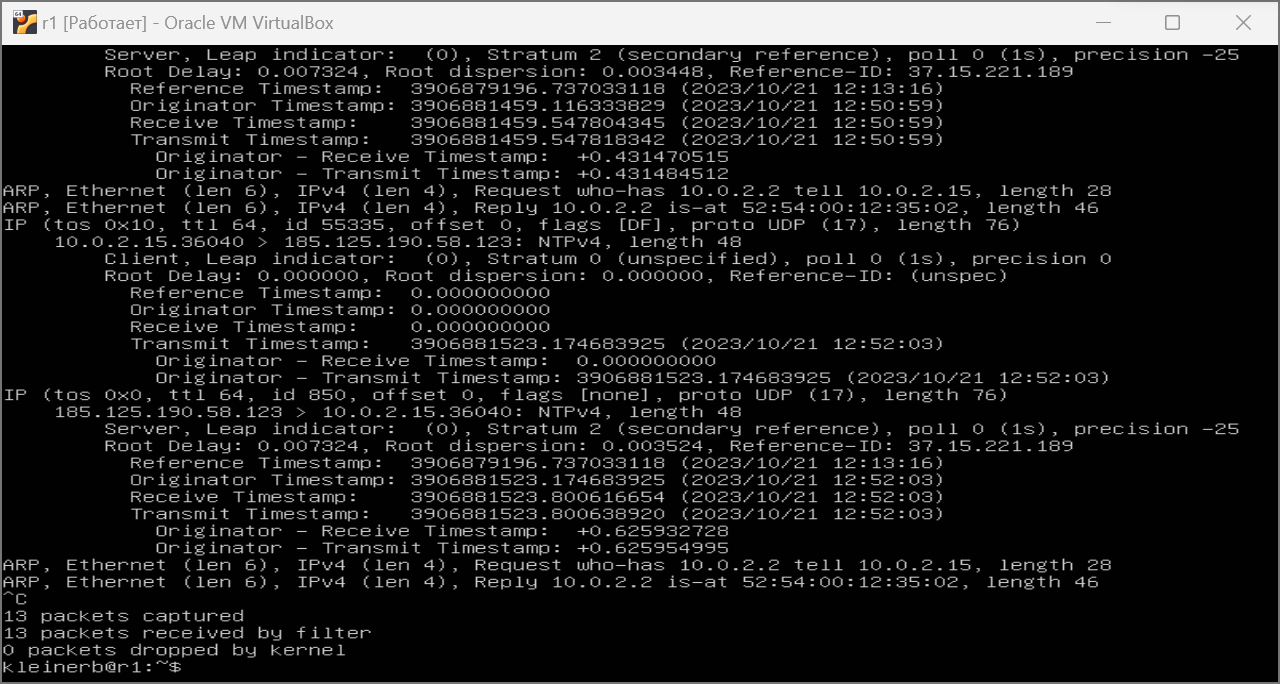 64
r1 [Работает] - Oracle VM VirtualBox
Server, Leap indicator:  (0), Stratum 2 (secondary reference), poll 0 (1s), precision -25
Root Delay: 0.007324, Root dispersion: 0.003448, Reference-ID: 37.15.221.189
Reference Timestamp:  3906879196.737033118 (2023/10/21 12:13:16)
Originator Timestamp: 3906881459.116333829 (2023/10/21 12:50:59)
Receive Timestamp:    3906881459.547804345 (2023/10/21 12:50:59)
Transmit Timestamp:   3906881459.547818342 (2023/10/21 12:50:59)
Originator - Receive Timestamp:  +0.431470515
Originator - Transmit Timestamp: +0.431484512
ARP, Ethernet (len 6), IPv4 (len 4), Request who-has 10.0.2.2 tell 10.0.2.15, length 28
ARP, Ethernet (len 6), IPv4 (len 4), Reply 10.0.2.2 is-at 52:54:00:12:35:02, length 46
IP (tos 0x10, ttl 64, id 55335, offset 0, flags [DF], proto UDP (17), length 76)
10.0.2.15.36040 > 185.125.190.58.123: NTPv4, length 48
Client, Leap indicator:  (0), Stratum 0 (unspecified), poll 0 (1s), precision 0
Root Delay: 0.000000, Root dispersion: 0.000000, Reference-ID: (unspec)
Reference Timestamp:  0.000000000
Originator Timestamp: 0.000000000
Receive Timestamp:    0.000000000
Transmit Timestamp:   3906881523.174683925 (2023/10/21 12:52:03)
Originator - Receive Timestamp:  0.000000000
Originator - Transmit Timestamp: 3906881523.174683925 (2023/10/21 12:52:03)
IP (tos 0x0, ttl 64, id 850, offset 0, flags [none], proto UDP (17), length 76)
185.125.190.58.123 > 10.0.2.15.36040: NTPv4, length 48
Server, Leap indicator:  (0), Stratum 2 (secondary reference), poll 0 (1s), precision -25
Root Delay: 0.007324, Root dispersion: 0.003524, Reference-ID: 37.15.221.189
Reference Timestamp:  3906879196.737033118 (2023/10/21 12:13:16)
Originator Timestamp: 3906881523.174683925 (2023/10/21 12:52:03)
Receive Timestamp:    3906881523.800616654 (2023/10/21 12:52:03)
Transmit Timestamp:   3906881523.800638920 (2023/10/21 12:52:03)
Originator - Receive Timestamp:  +0.625932728
Originator - Transmit Timestamp: +0.625954995
ARP, Ethernet (len 6), IPv4 (len 4), Request who-has 10.0.2.2 tell 10.0.2.15, length 28
ARP, Ethernet (len 6), IPv4 (len 4), Reply 10.0.2.2 is-at 52:54:00:12:35:02, length 46
^C
13 packets captured
13 packets received by filter
0 packets dropped by kernel
kleinerb@r1:~$